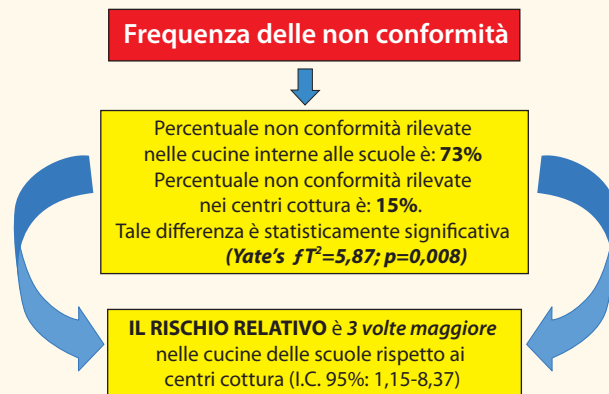 Frequenza delle non conformità
Percentuale non conformità rilevate
nelle cucine interne alle scuole è: 73%
Percentuale non conformità rilevate
nei centri cottura è: 15%.
Tale differenza è statisticamente significativa
(Yate's ƒT²=5,87; p=0,008)
IL RISCHIO RELATIVO è 3 volte maggiore
nelle cucine delle scuole rispetto ai
centri cottura (I.C. 95%: 1,15-8,37)